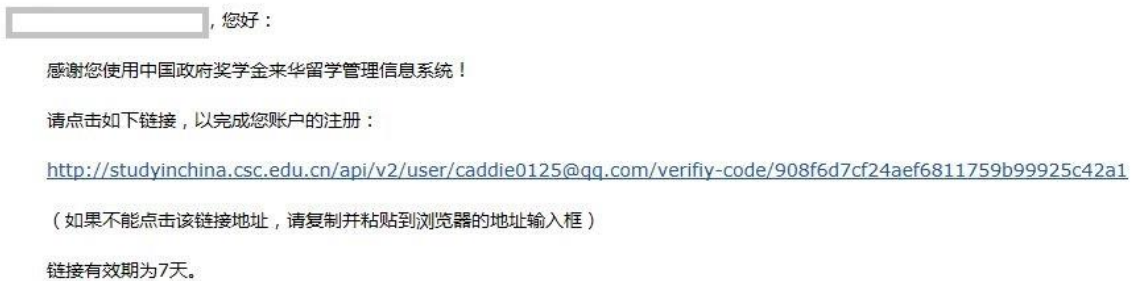 ，您好：
感谢您使用中国政府奖学金来华留学管理信息系统！
请点击如下链接，以完成您账户的注册：
http://studyinchina.csc.edu.cn/api/v2/user/caddie0125@qq.com/verifiy-code/908f6d7cf24aef6811759b99925c42a1
（如果不能点击该链接地址，请复制并粘贴到浏览器的地址输入框）
链接有效期为7天。